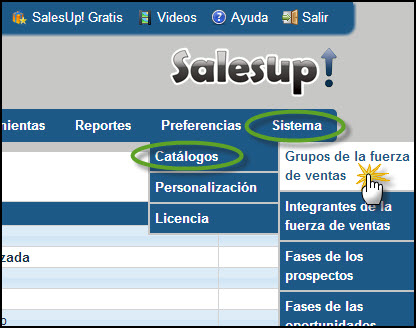 SalesUp! Gratis Videos Ayuda Salir
Salesup!
mientas Reportes Preferencias Sistema
Catálogos
Grupos de la fuerza
de ventas
Personalización
Integrantes de la
fuerza de ventas
Licencia
Fases de los
prospectos
zada
Fases de las
oportunidades